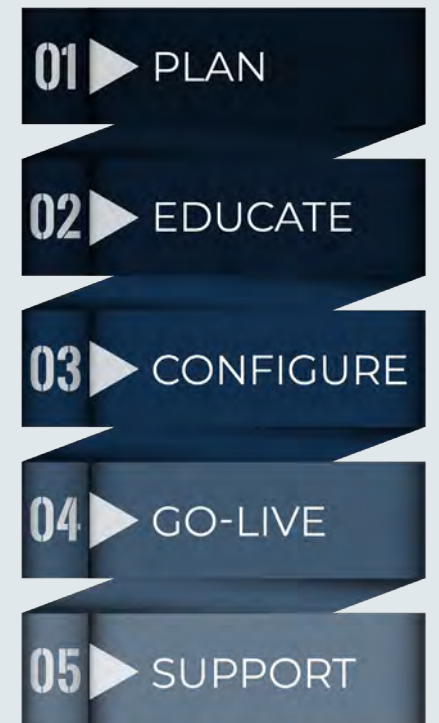 01 PLAN
02 EDUCATE
03 CONFIGURE
04 GO-LIVE
05 SUPPORT